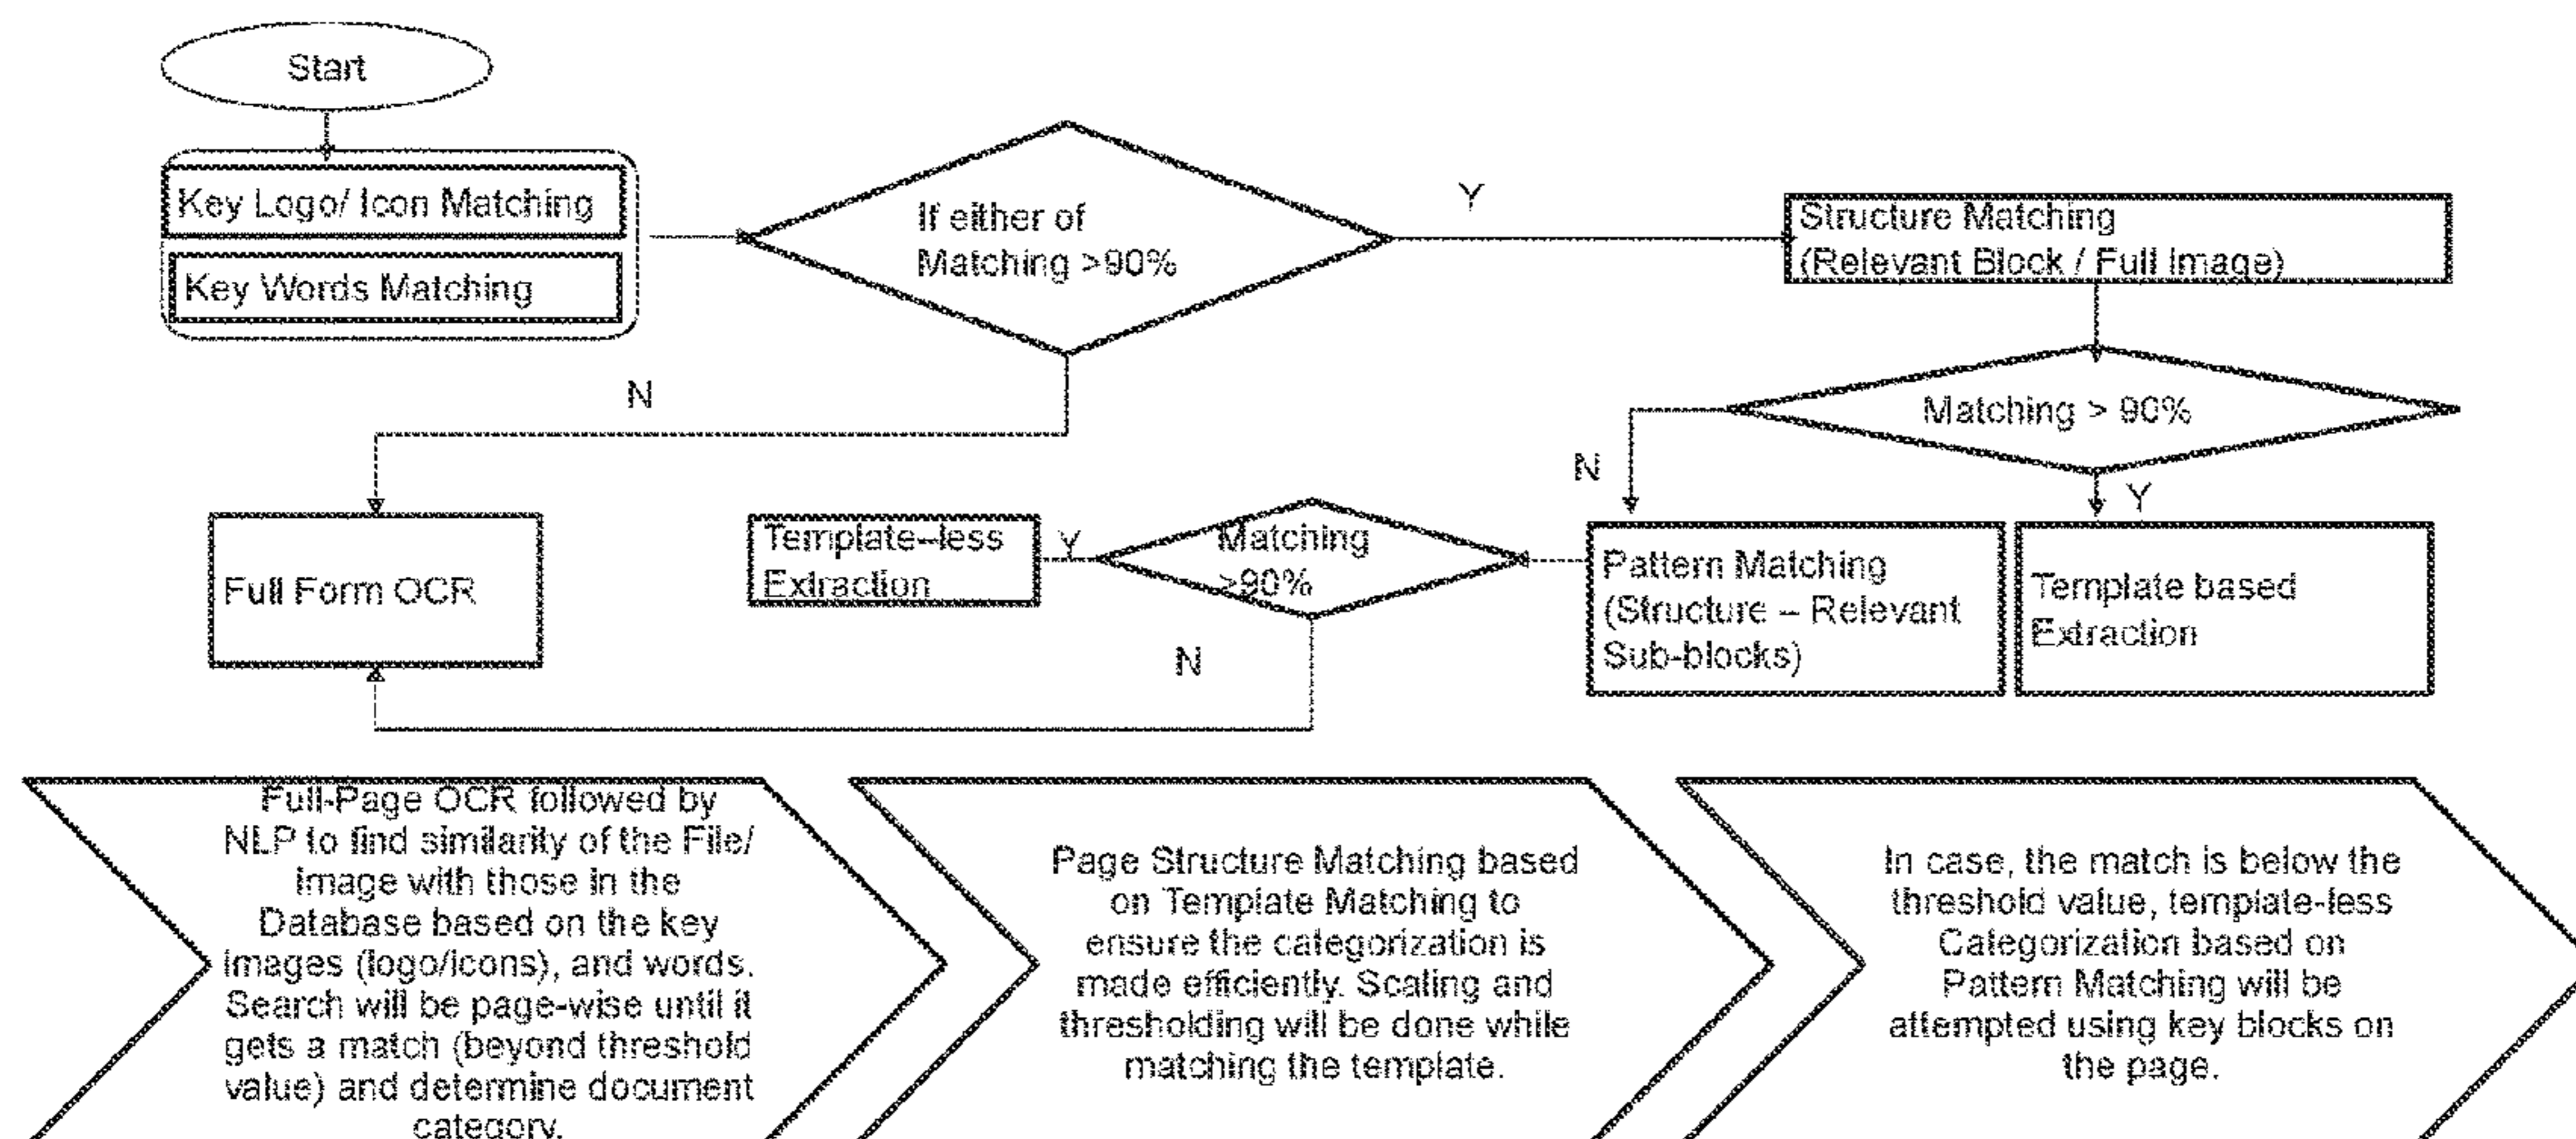 Start
Key Logo/ Icon Matching
Key Words Matching
If either of
Matching >90%
Y
Structure Matching
(Relevant Block / Full Image)
N
Matching > 90%
N
Y
Full Form OCR
Template–less
Extraction
Y
Matching
>90%
Pattern Matching
(Structure – Relevant
Sub-blocks)
Template based
Extraction
N
Full-Page OCR followed by
NLP to find similarity of the File/
Image with those in the
Database based on the key
images (logo/icons), and words.
Search will be page-wise until it
gets a match (beyond threshold
value) and determine document
category.
Page Structure Matching based
on Template Matching to
ensure the categorization is
made efficiently. Scaling and
thresholding will be done while
matching the template.
In case, the match is below the
threshold value, template-less
Categorization based on
Pattern Matching will be
attempted using key blocks on
the page.